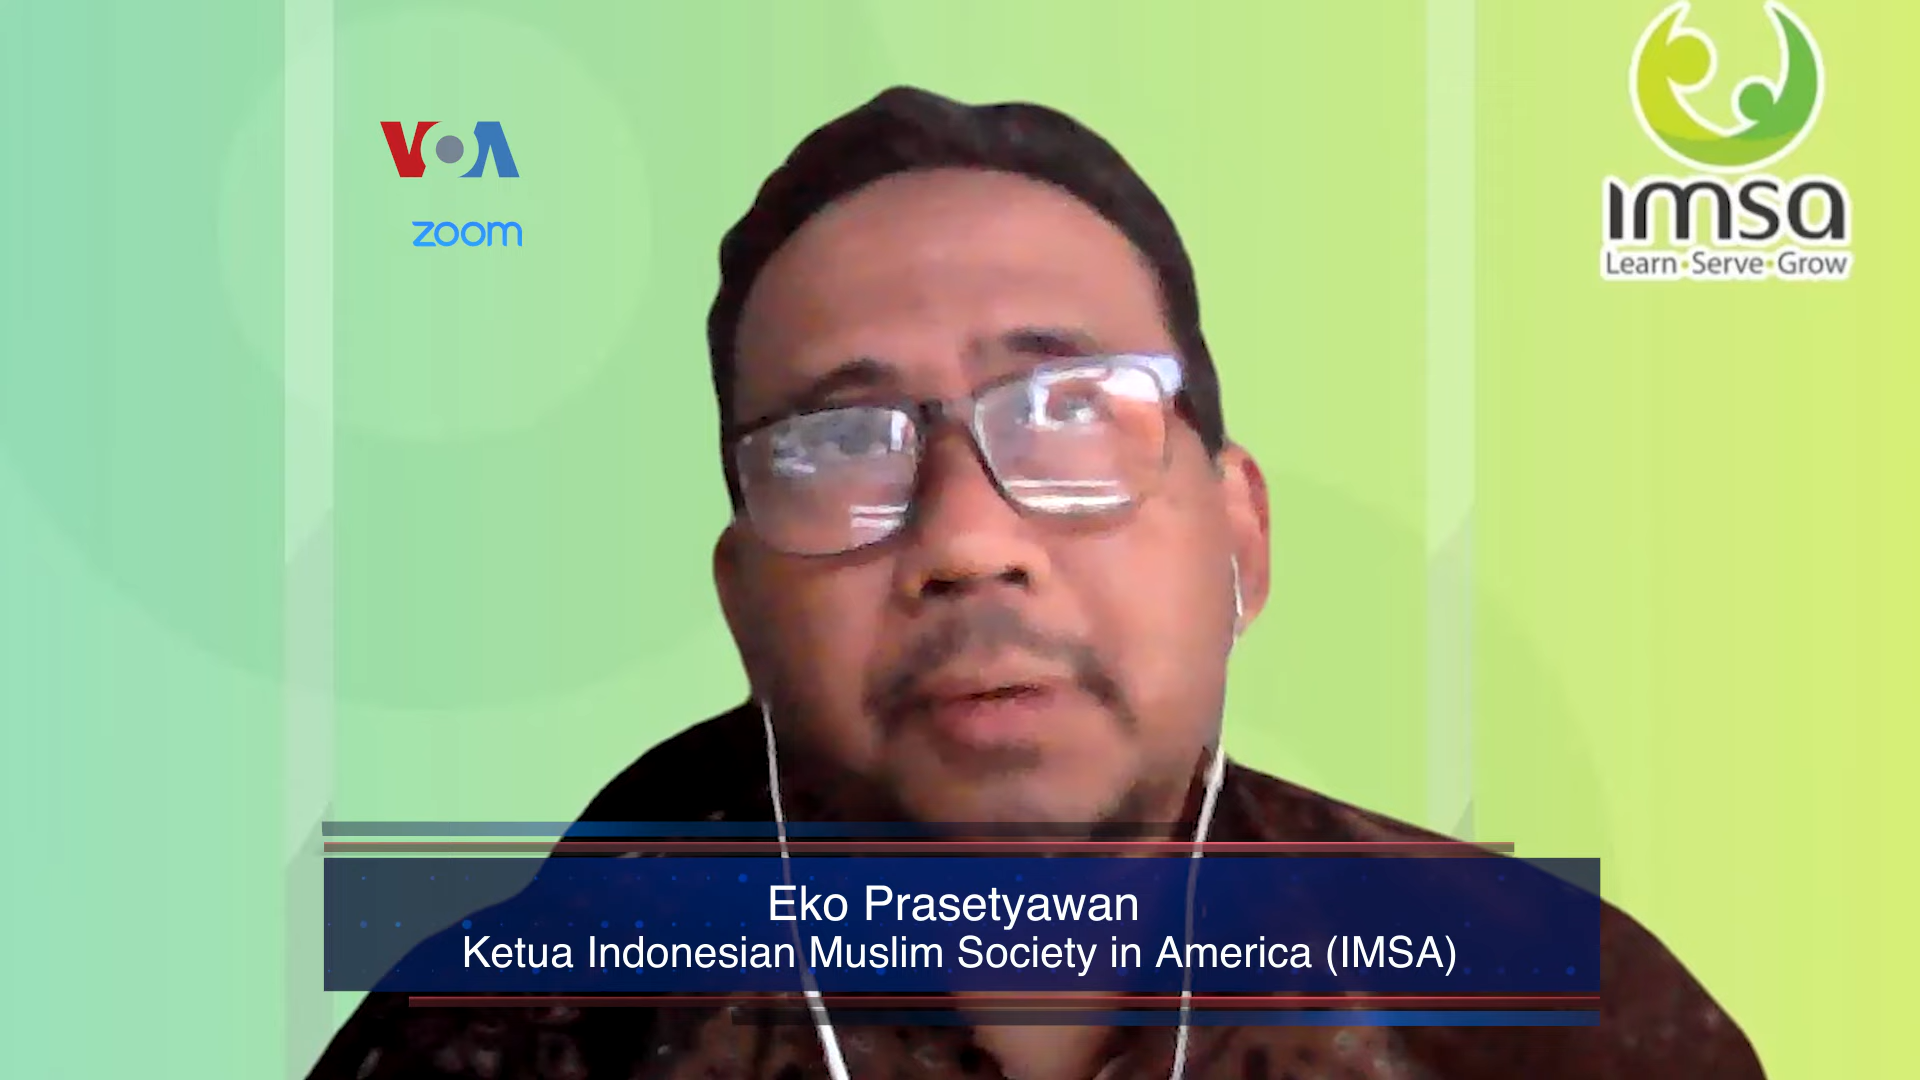 VOA
zoom
imsa
Learn•Serve•Grow
Eko Prasetyawan
Ketua Indonesian Muslim Society in America (IMSA)